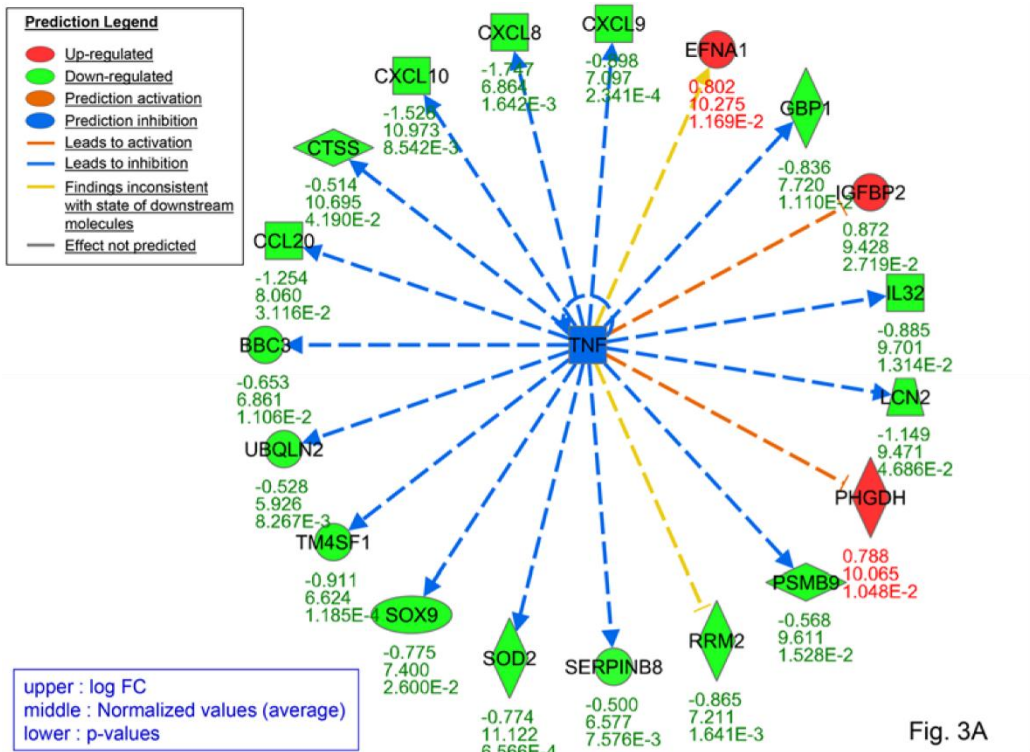 Prediction Legend
Up-regulated
Down-regulated
Prediction activation
Prediction inhibition
Leads to activation
Leads to inhibition
Findings inconsistent
with state of downstream
molecules
Effect not predicted
CXCL8
-1.747
6.864
1.642E-3
CXCL9
-0.898
7.097
2.341E-4
EFNA1
0.802
10.275
1.169E-2
CXCL10
-1.528
10.973
8.542E-3
GBP1
-0.836
7.720
1.110E-2
CTSS
-0.514
10.695
4.190E-2
IGFBP2
0.872
9.428
2.719E-2
CCL20
-1.254
8.060
3.116E-2
IL32
-0.885
9.701
1.314E-2
BBC3
-0.653
6.861
1.106E-2
TNF
LCN2
-1.149
9.471
4.686E-2
UBQLN2
-0.528
5.926
8.267E-3
PHGDH
0.788
10.065
1.048E-2
TM4SF1
-0.911
6.624
1.185E-4
PSMB9
-0.568
9.611
1.528E-2
SOX9
-0.775
7.400
2.600E-2
SOD2
-0.774
11.122
6.566E-4
SERPINB8
-0.500
6.577
7.576E-3
RRM2
-0.865
7.211
1.641E-3
upper : log FC
middle : Normalized values (average)
lower : p-values
Fig. 3A